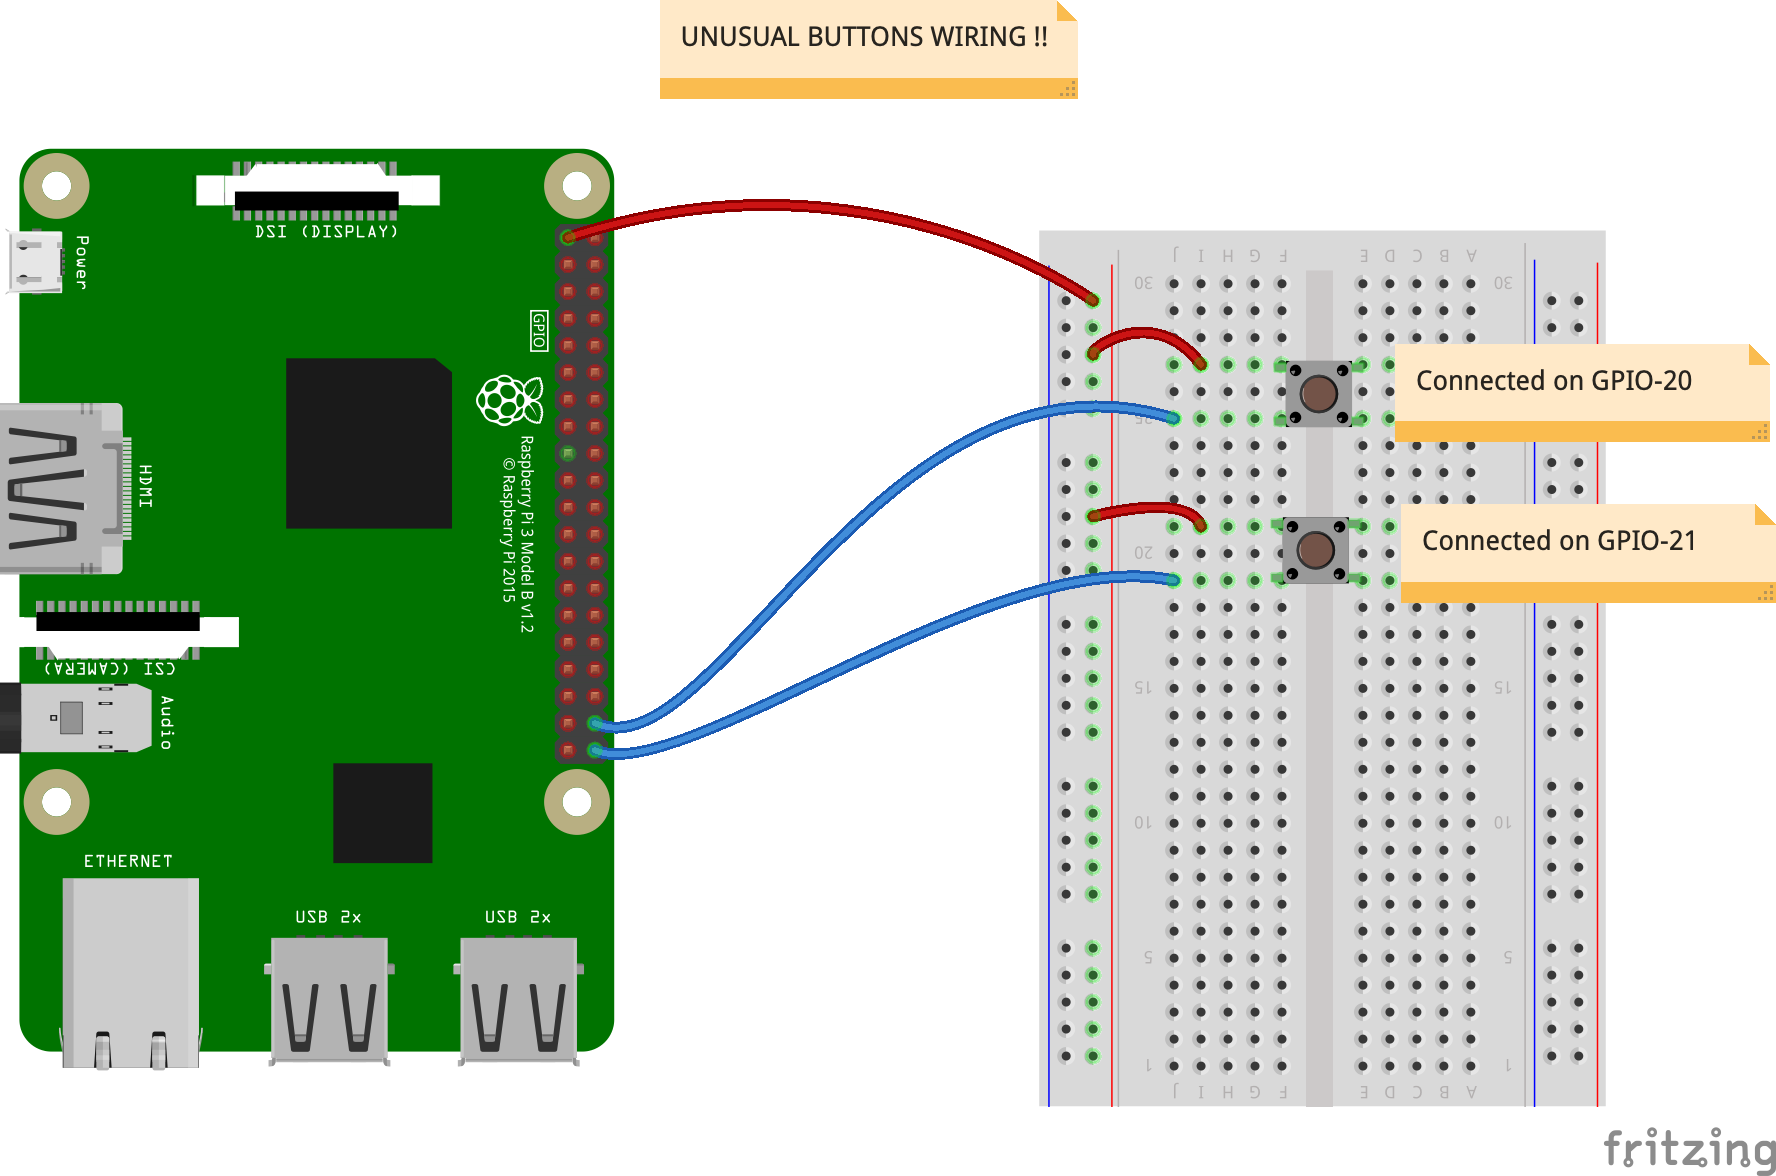 UNUSUAL BUTTONS WIRING !!
DSI (DISPLAY)
Power
GPIO
HDMI
Raspberry Pi 3 Model B v1.2
© Raspberry Pi 2015
CSI (CAMERA)
Audio
ETHERNET
USB 2x
USB 2x
J I H G F E D C B A
30 30
Connected on GPIO-20
25
Connected on GPIO-21
20
15 15
10 10
5 5
1 1
J I H G F E D C B A
fritzing